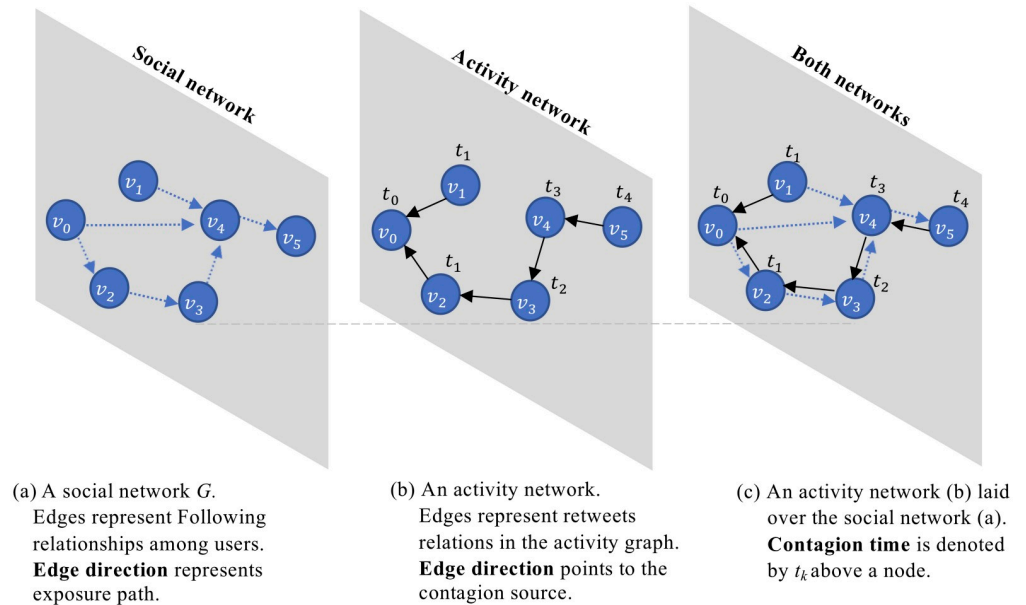 Social network
v₁
v₀
v₄
v₅
v₂
v₃
Activity network
t₁
t₀
v₁
t₃
t₄
v₀
v₄
v₅
t₁
v₂
t₂
v₃
Both networks
t₁
t₀
v₁
t₃
t₄
v₀
v₄
v₅
t₁
v₂
t₂
v₃
(a) A social network G.
Edges represent Following
relationships among users.
Edge direction represents
exposure path.
(b) An activity network.
Edges represent retweets
relations in the activity graph.
Edge direction points to the
contagion source.
(c) An activity network (b) laid
over the social network (a).
Contagion time is denoted
by tₖ above a node.